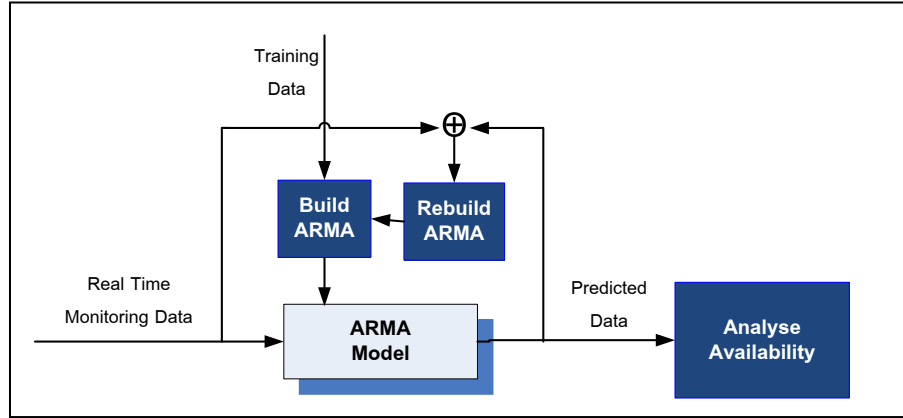 Training
Data
Build
ARMA
Rebuild
ARMA
Real Time
Monitoring Data
ARMA
Model
Predicted
Data
Analyse
Availability